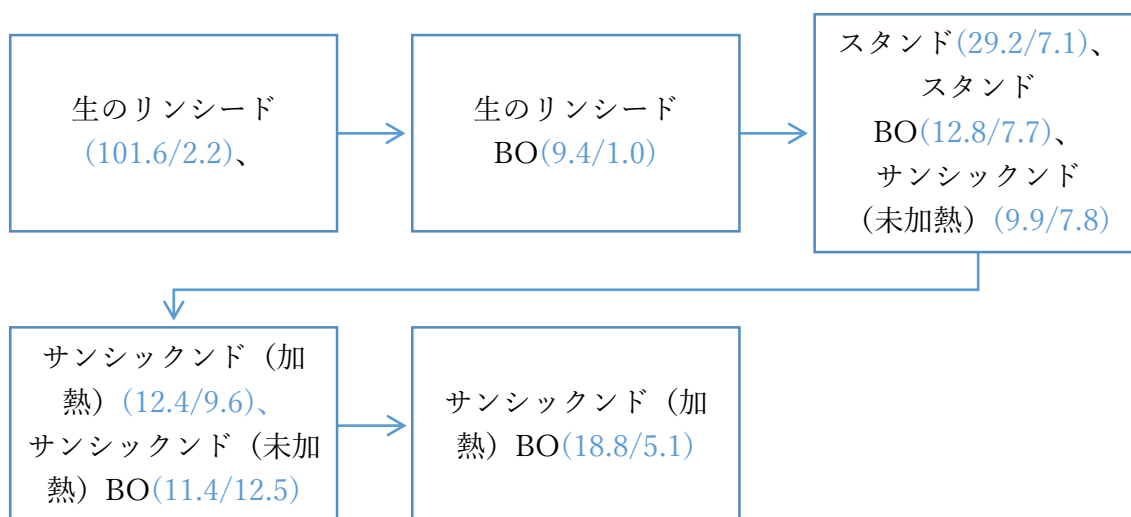 生のリンシード
(101.6/2.2)、
生のリンシード
BO(9.4/1.0)
スタンド(29.2/7.1)、
スタンド
BO(12.8/7.7)、
サンシックンド
（未加熱）(9.9/7.8)
サンシックンド（加
熱）(12.4/9.6)、
サンシックンド（未加
熱）BO(11.4/12.5)
サンシックンド（加
熱）BO(18.8/5.1)